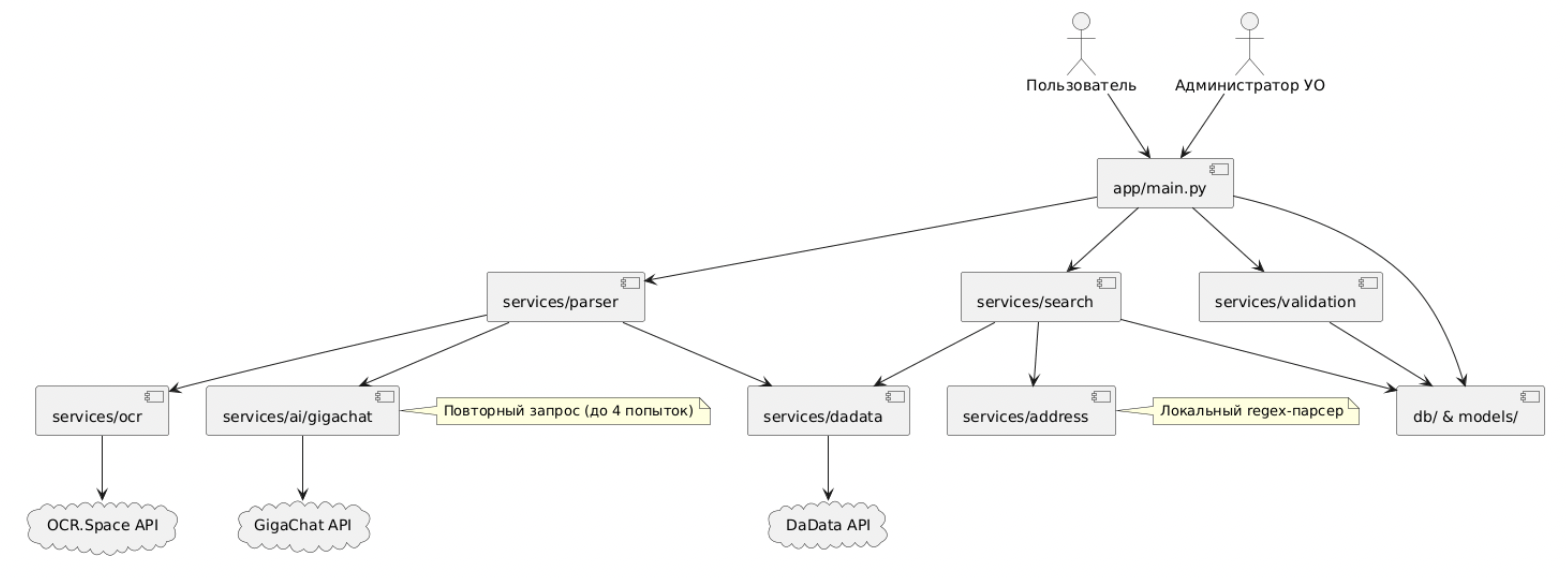 Пользователь
Администратор УО
app/main.py
services/parser
services/search
services/validation
services/ocr
services/ai/gigachat
Повторный запрос (до 4 попыток)
services/dadata
services/address
Локальный regex-парсер
db/ & models/
OCR.Space API
GigaChat API
DaData API